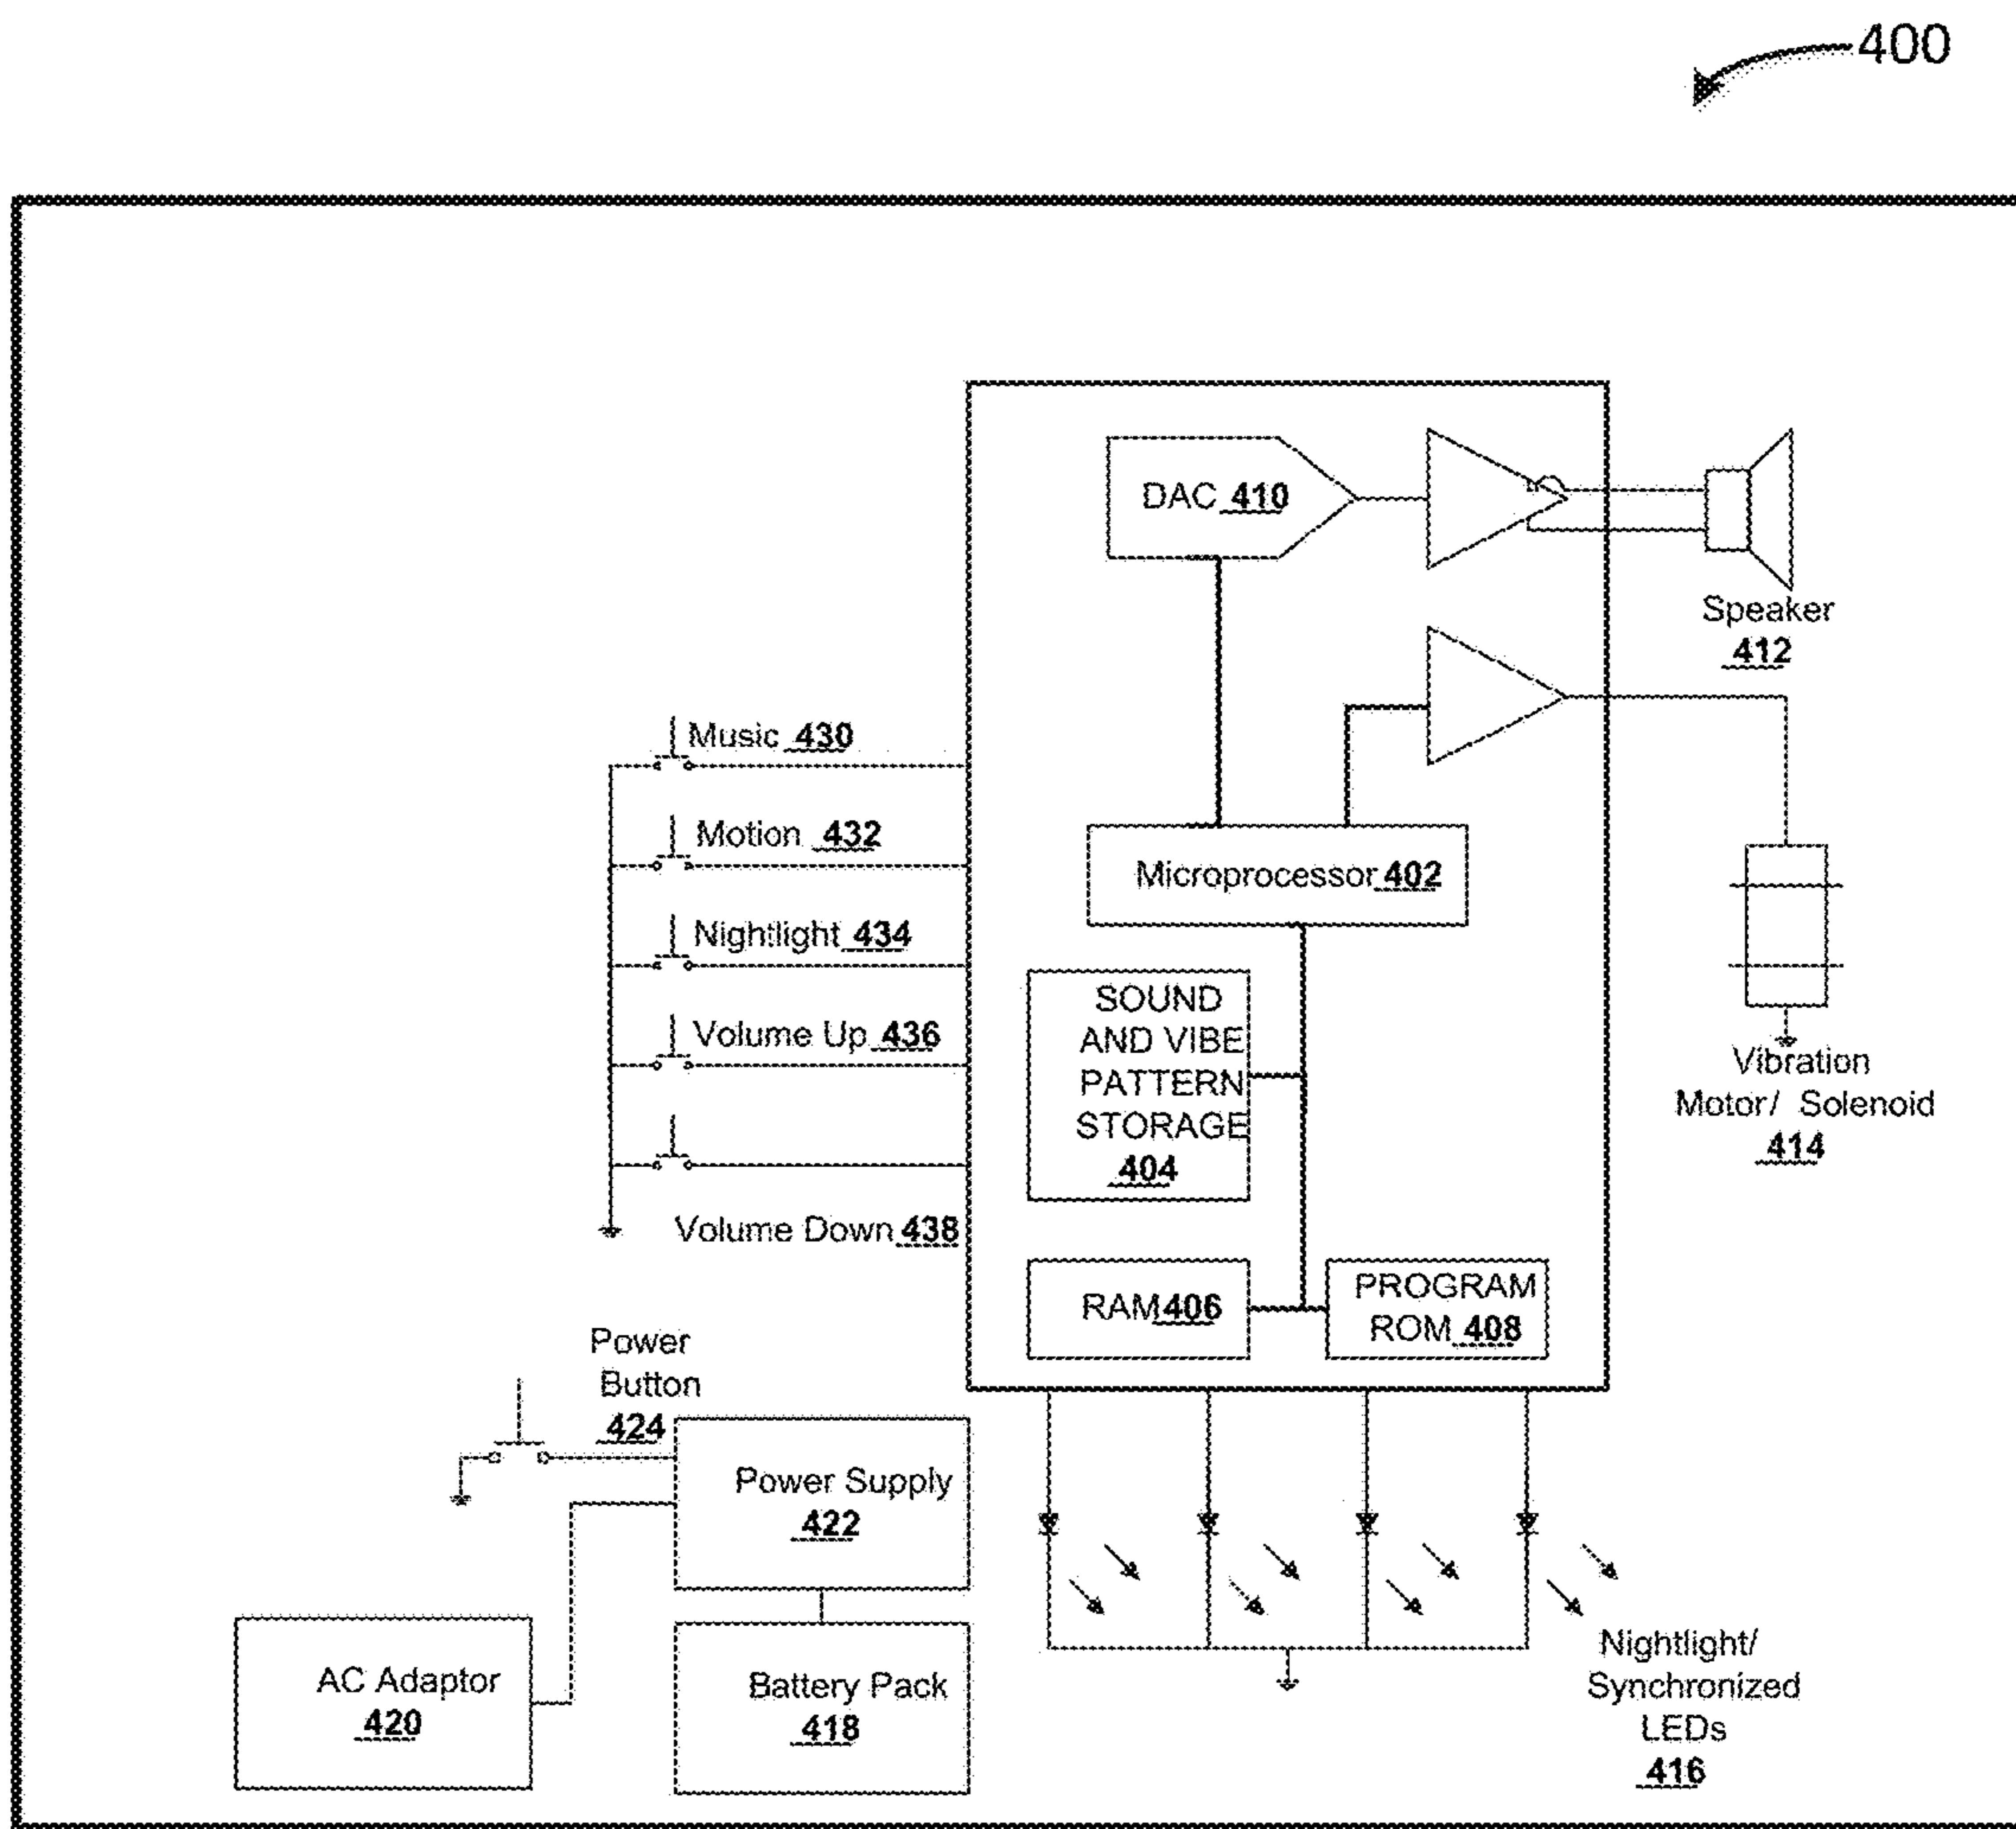 400
DAC 410
Speaker
412
Music 430
Motion 432
Microprocessor 402
Nightlight 434
SOUND
AND VIBE
PATTERN
STORAGE
404
Volume Up 436
Vibration
Motor/ Solenoid
414
Volume Down 438
RAM 406
PROGRAM
ROM 408
Power
Button
424
Power Supply
422
AC Adaptor
420
Battery Pack
418
Nightlight/
Synchronized
LEDs
416